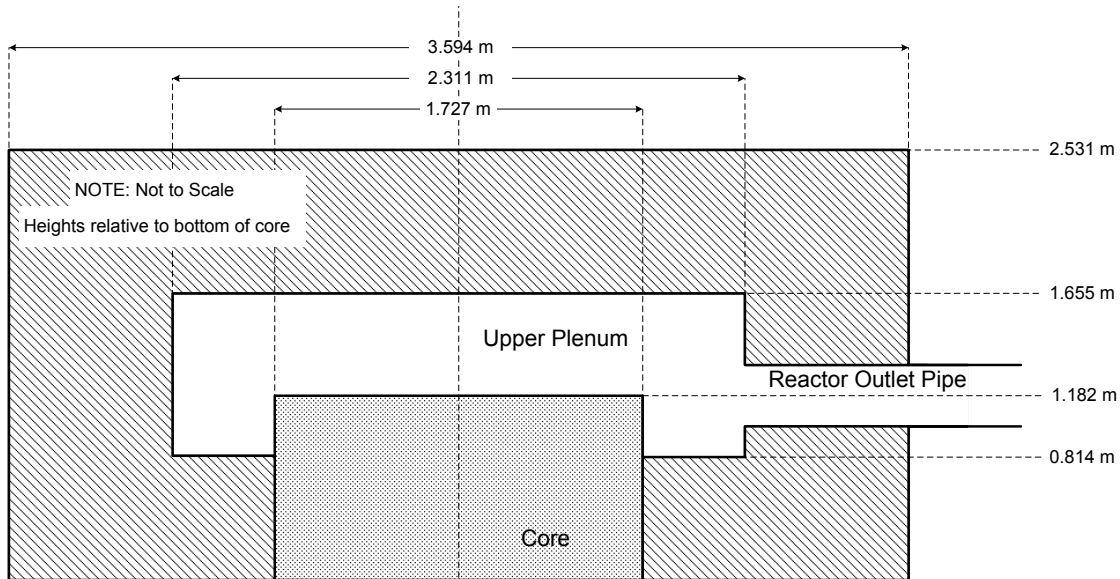 3.594 m
2.311 m
1.727 m
2.531 m
NOTE: Not to Scale
Heights relative to bottom of core
1.655 m
Upper Plenum
Reactor Outlet Pipe
1.182 m
0.814 m
Core